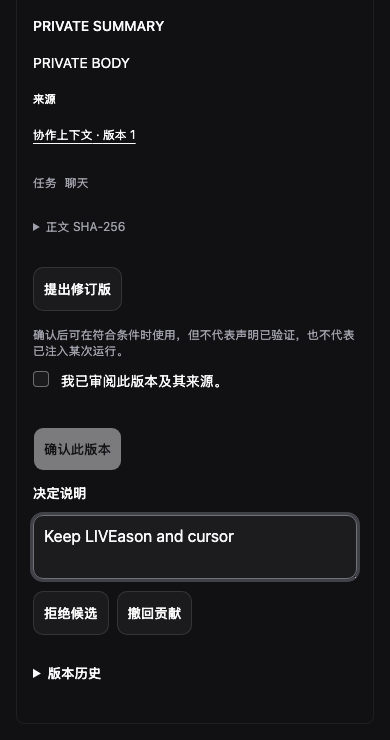 PRIVATE SUMMARY
PRIVATE BODY
来源
协作上下文 · 版本 1
任务 聊天
▶ 正文 SHA-256
提出修订版
确认后可在符合条件时使用，但不代表声明已验证，也不代表
已注入某次运行。
我已审阅此版本及其来源。
确认此版本
决定说明
Keep LIVEason and cursor
拒绝候选 撤回贡献
▶ 版本历史